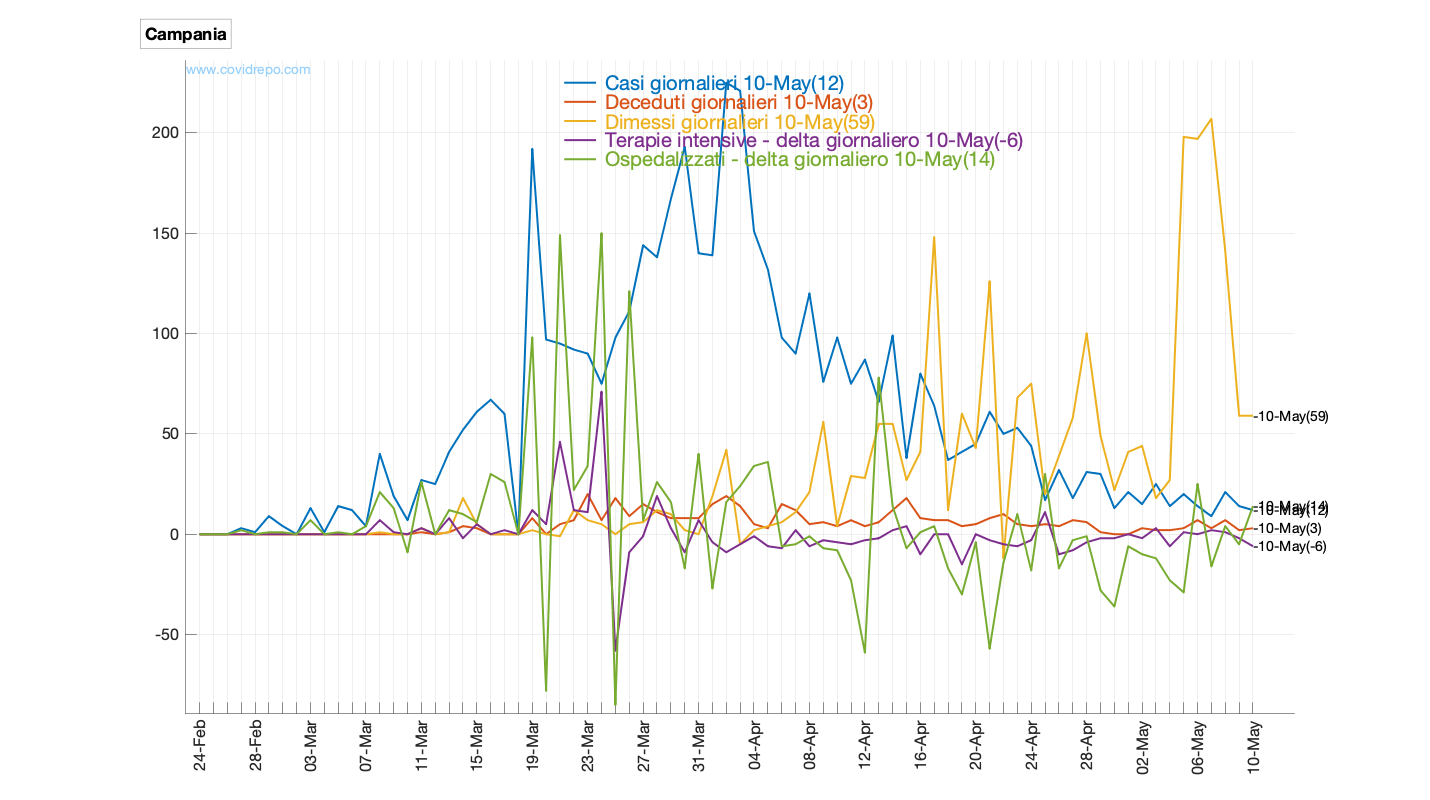 Campania
www.covidrepo.com
Casi giornalieri 10-May(12)
Deceduti giornalieri 10-May(3)
Dimessi giornalieri 10-May(59)
Terapie intensive - delta giornaliero 10-May(-6)
Ospedalizzati - delta giornaliero 10-May(14)
200
150
100
50
0
-50
-10-May(59)
-10-May(14)
-10-May(12)
-10-May(3)
-10-May(-6)
24-Feb
28-Feb
03-Mar
07-Mar
11-Mar
15-Mar
19-Mar
23-Mar
27-Mar
31-Mar
04-Apr
08-Apr
12-Apr
16-Apr
20-Apr
24-Apr
28-Apr
02-May
06-May
10-May